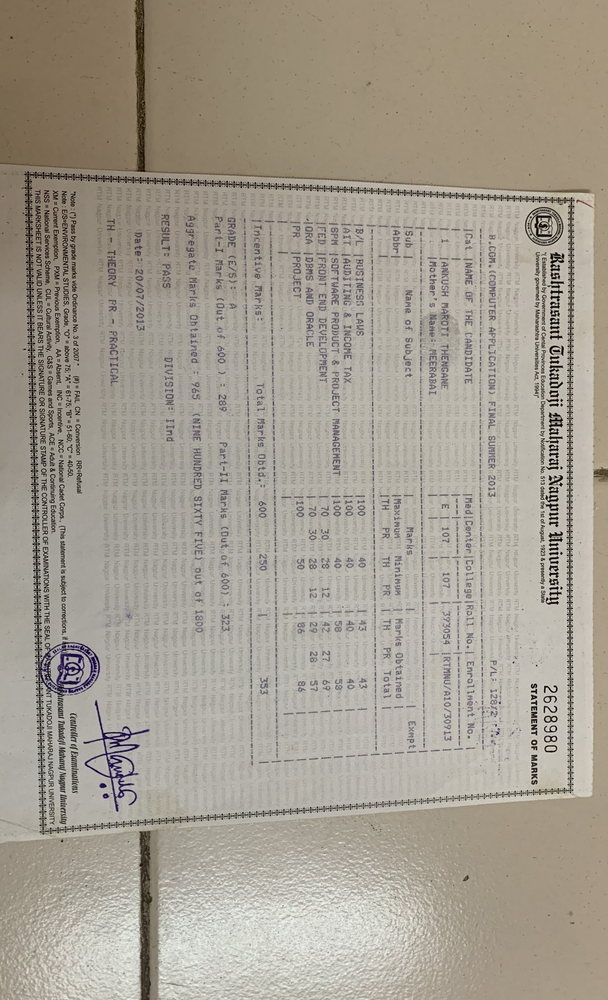 Rashtrasant Tukadoji Maharaj Nagpur University
"( Established by Government of Cental Provinces Education Department by Notification No. 513 dated the 1st of August, 1923 & presently a State
University governed by Maharashtra Universities Act, 1994)"
2628980
STATEMENT OF MARKS
B.COM.(COMPUTER APPLICATION) FINAL SUMMER 2013 P/L: 128/2
|Cat |NAME OF THE CANDIDATE |Med|Center|College|Roll No.| Enrollment No. |
| 1 |ANKUSH MAROTI THENGANE | E | 107 | 107 | 393054 |RTMNU/A10/30913 |
|Mother's Name: MEERABAI
|Sub | Name of Subject | Marks | Exmpt|
|Abbr| |Maximum Minimum | Marks Obtained |
|TH PR TH PR | TH PR Total |
|B/L |BUSINESS LAWS |100 40 | 43 43 |
|AIT |AUDITING & INCOME TAX |100 40 | 40 40 |
|SPM |SOFTWARE PRODUCT & PROJECT MANAGEMENT |100 40 | 58 58 |
|FED |FRONT END DEVELOPMENT | 70 30 28 12 | 42 27 69 |
|ORA |DBMS AND ORACLE | 70 30 28 12 | 29 28 57 |
|PR |PROJECT |100 50 | 86 86 |
|Incentive Marks: Total Marks Obtd.: 600 250 | 353 |
GRADE (E/S): A
Part-I Marks (Out of 600 ) : 289 Part-II Marks (Out of 600) : 323
Aggregate Marks Obtained : 965 (NINE HUNDRED SIXTY FIVE) out of 1800
RESULT: PASS DIVISION: IInd
Date:20/07/2013
TH - THEORY PR - PRACTICAL
"Note : (*) Pass by grade marks vide Ordinance No. 3 of 2007." (#) = FAIL CN = Conversion RR=Refusal
Note : E/S=ENVIRONMENTAL STUDIES, Grade, "O" = above 75; "A" = 61-75; "B" = 51-60; "C" = 40-50.
XM = Current Exemption, PXM = Previous Exemption, AA = Absent, INC = Incentive, NCC = National Cadet Corps., (This statement is subject to corrections, if any)
NSS = National Services Scheme, CUL = Cultural Activity, G&S = Games and Sports, ACE = Adult & Continuing Education.
THIS MARKSHEET IS NOT VALID UNLESS IT BEARS THE SIGNATURE OR SIGNATURE STAMP OF THE CONTROLLER OF EXAMINATIONS WITH THE SEAL OF RASHTRASANT TUKADOJI MAHARAJ NAGPUR UNIVERSITY
Controller of Examinations
Rashtrasant Tukadoji Maharaj Nagpur University